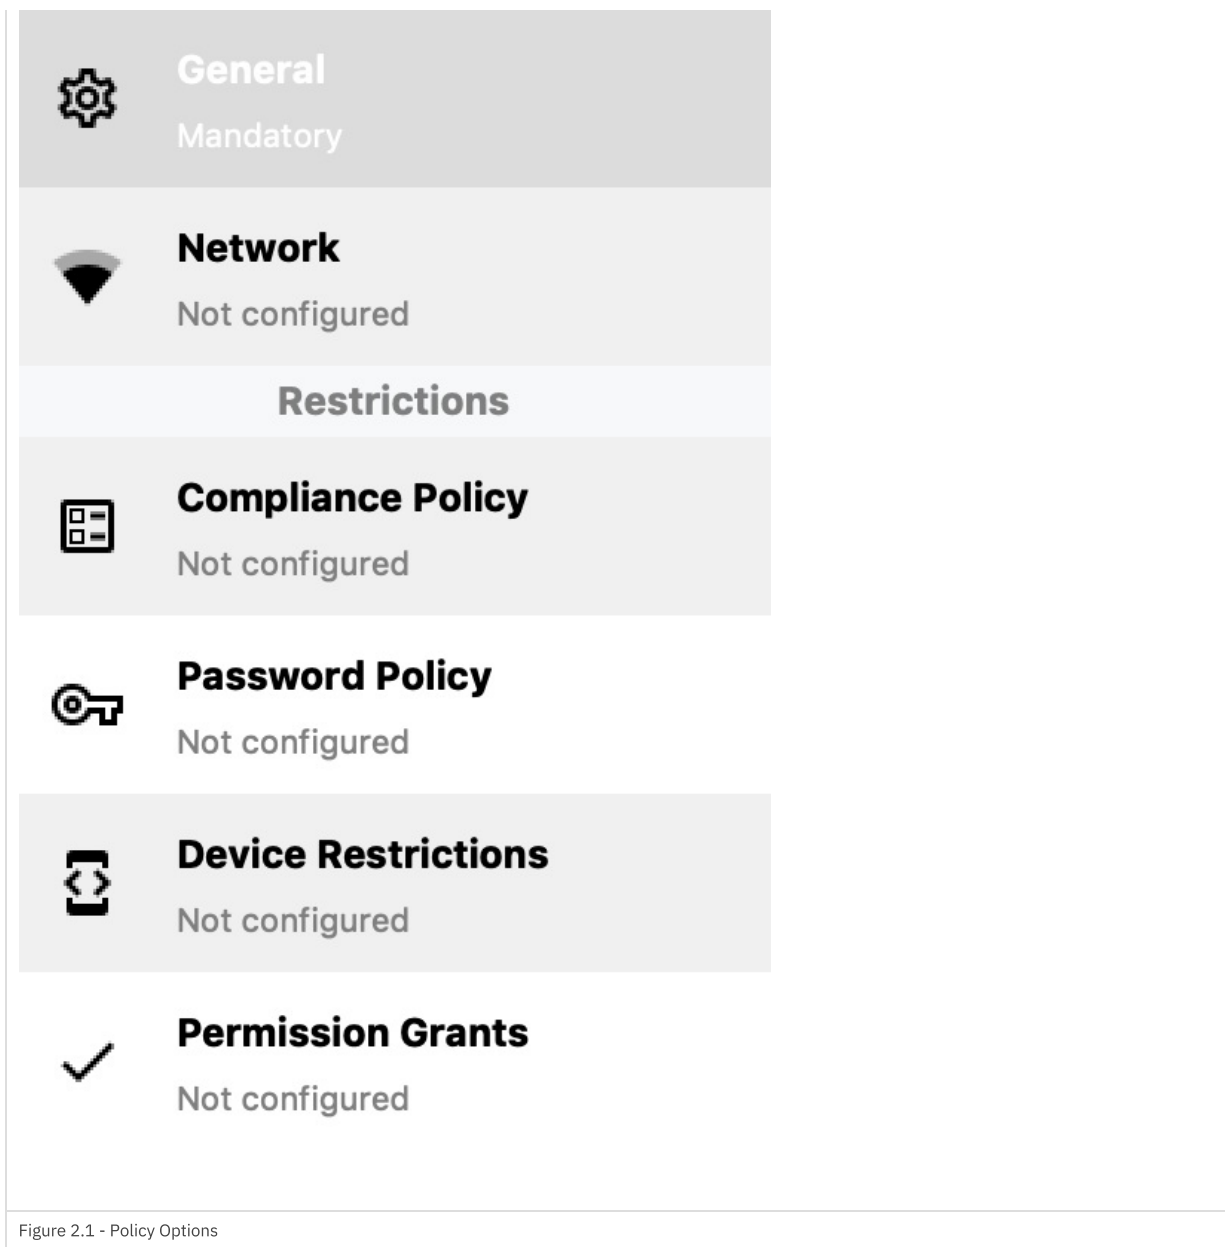 General
Mandatory
Network
Not configured
Restrictions
Compliance Policy
Not configured
Password Policy
Not configured
Device Restrictions
Not configured
Permission Grants
Not configured
Figure 2.1 - Policy Options